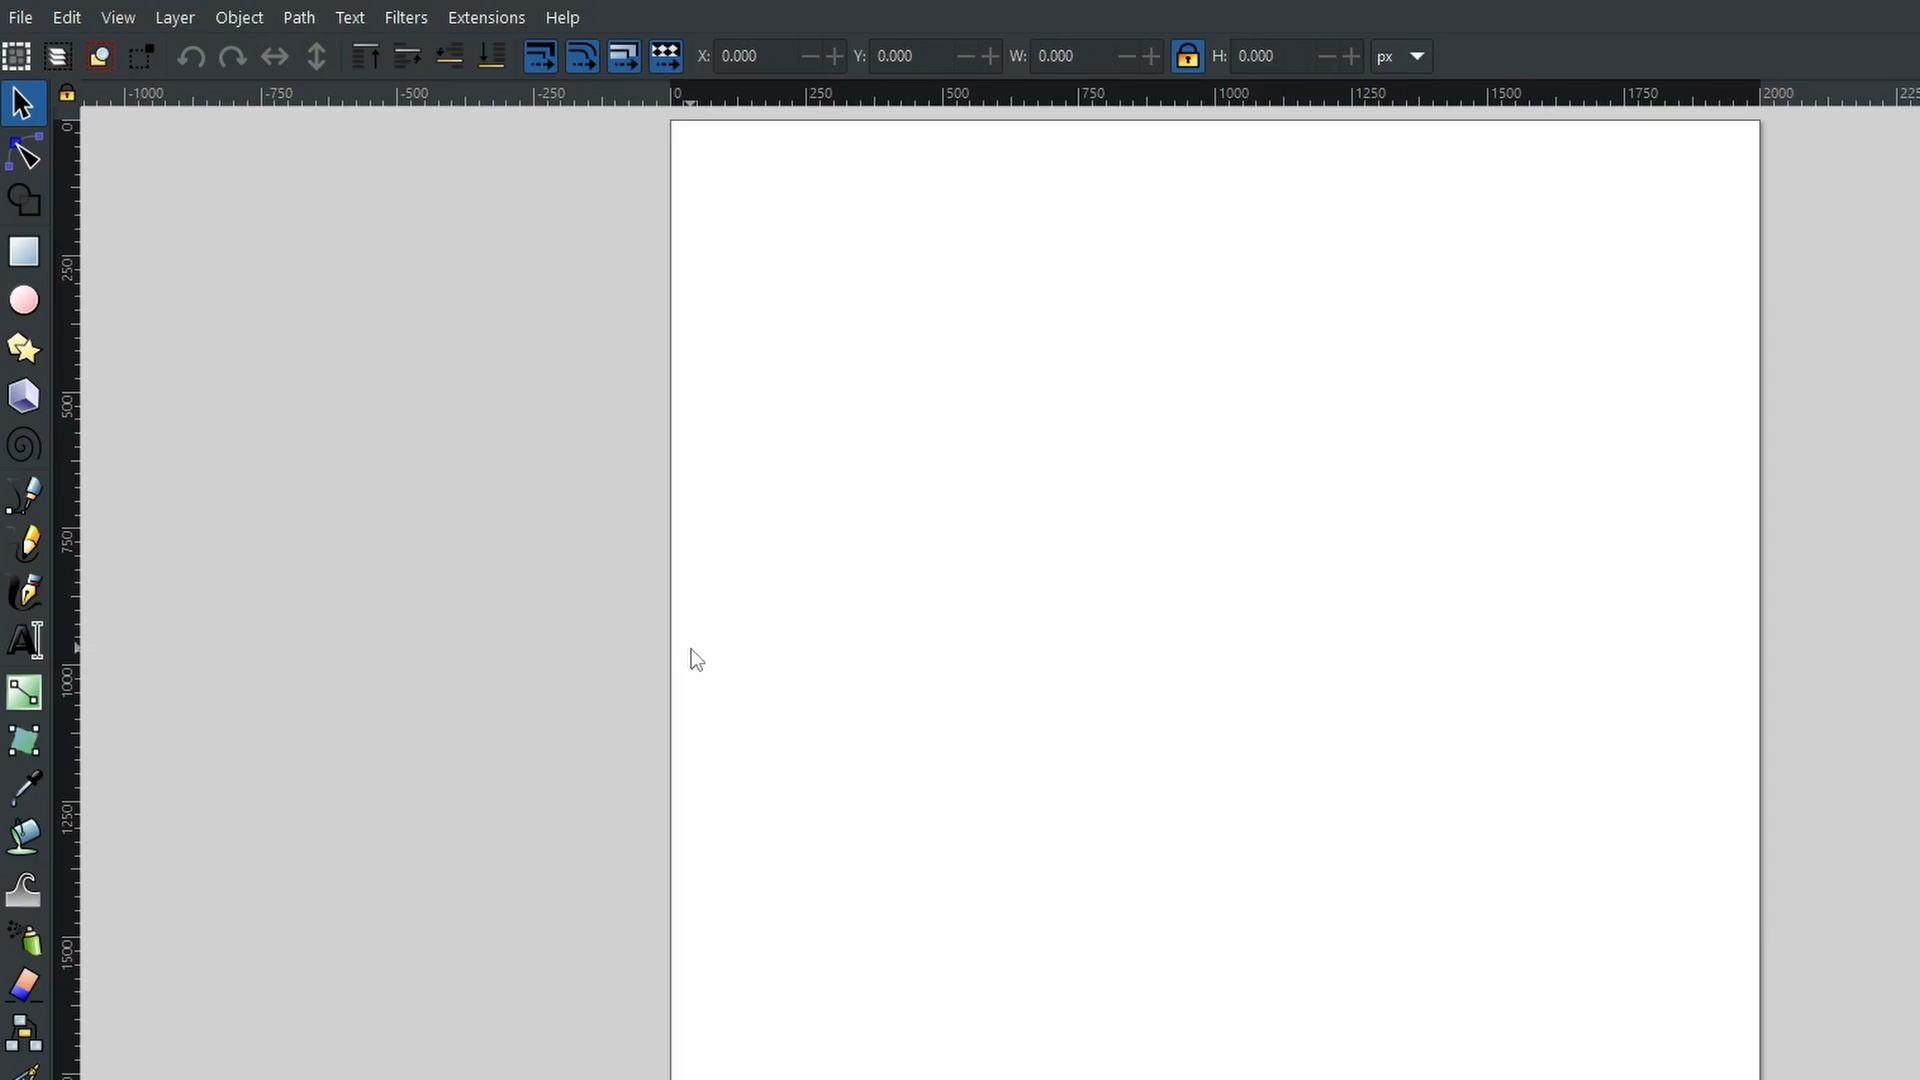 File Edit View Layer Object Path Text Filters Extensions Help
X: 0.000 Y: 0.000 W: 0.000 H: 0.000 px
-1000 -750 -500 -250 0 250 500 750 1000 1250 1500 1750 2000 225
0
250
500
750
1000
1250
1500